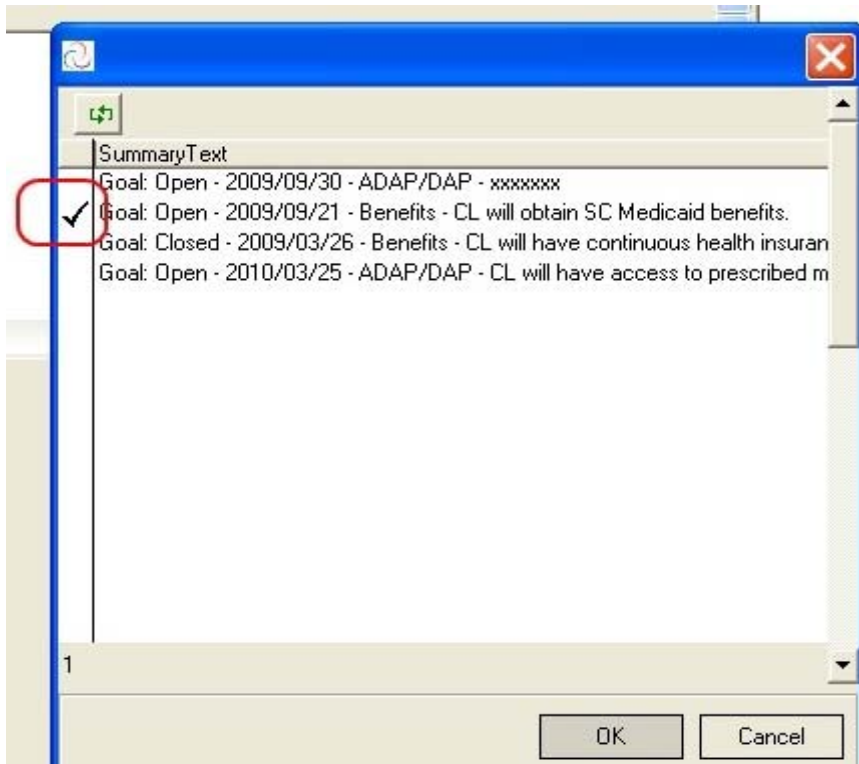 SummaryText
Goal: Open - 2009/09/30 - ADAP/DAP - xxxxxxx
Goal: Open - 2009/09/21 - Benefits - CL will obtain SC Medicaid benefits.
Goal: Closed - 2009/03/26 - Benefits - CL will have continuous health insuran
Goal: Open - 2010/03/25 - ADAP/DAP - CL will have access to prescribed m
1
OK Cancel